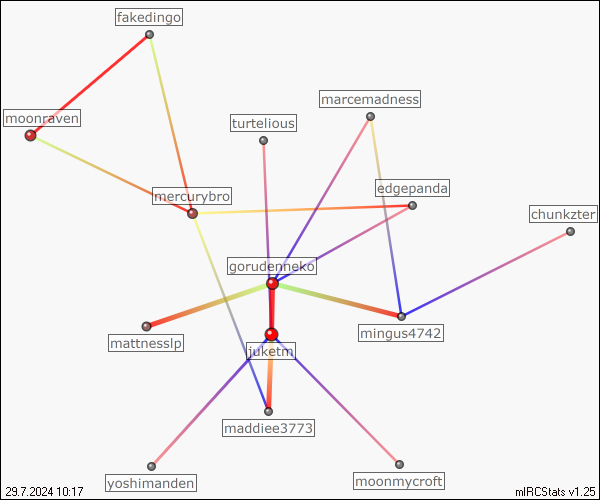 fakedingo
marcemadness
moonraven
turtelious
edgepanda
mercurybro
chunkzter
gorudenneko
mattnesslp
mingus4742
juketm
maddiee3773
yoshimanden
moonmycroft
29.7.2024 10:17
mIRCStats v1.25